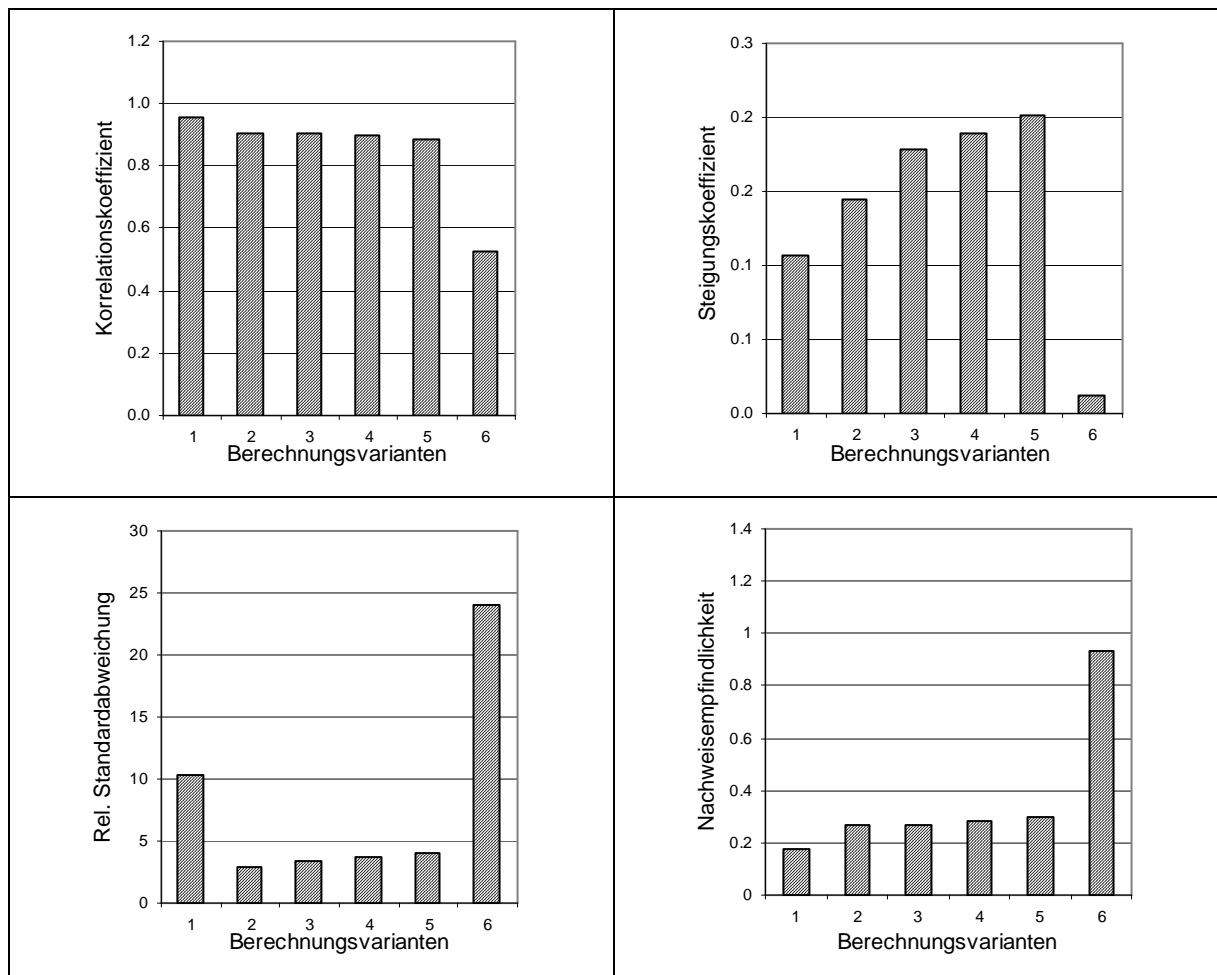 Korrelationskoeffizient
1.2
1.0
0.8
0.6
0.4
0.2
0.0
1 2 3 4 5 6
Berechnungsvarianten
Steigungskoeffizient
0.3
0.2
0.2
0.1
0.1
0.0
1 2 3 4 5 6
Berechnungsvarianten
Rel. Standardabweichung
30
25
20
15
10
5
0
1 2 3 4 5 6
Berechnungsvarianten
Nachweisempfindlichkeit
1.4
1.2
1
0.8
0.6
0.4
0.2
0
1 2 3 4 5 6
Berechnungsvarianten